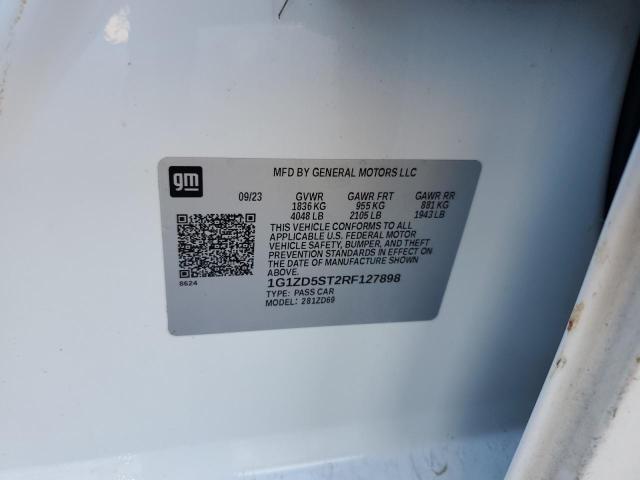 gm
MFD BY GENERAL MOTORS LLC
09/23 GVWR GAWR FRT GAWR RR
1836 KG 955 KG 881 KG
4048 LB 2105 LB 1943 LB
THIS VEHICLE CONFORMS TO ALL
APPLICABLE U.S. FEDERAL MOTOR
VEHICLE SAFETY, BUMPER, AND THEFT
PREVENTION STANDARDS IN EFFECT ON
THE DATE OF MANUFACTURE SHOWN
ABOVE.
8624
1G1ZD5ST2RF127898
TYPE: PASS CAR
MODEL: 281ZD69